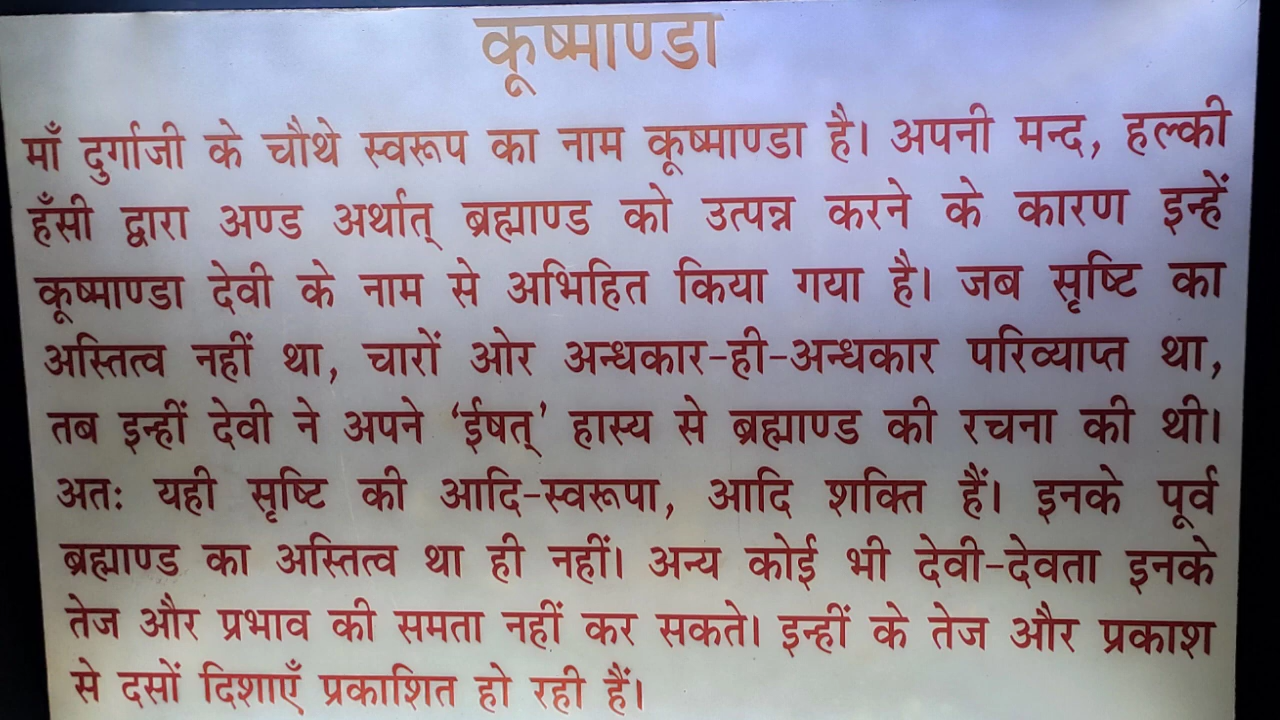 कूष्माण्डा
माँ दुर्गाजी के चौथे स्वरूप का नाम कूष्माण्डा है। अपनी मन्द, हल्की
हँसी द्वारा अण्ड अर्थात् ब्रह्माण्ड को उत्पन्न करने के कारण इन्हें
कूष्माण्डा देवी के नाम से अभिहित किया गया है। जब सृष्टि का
अस्तित्व नहीं था, चारों ओर अन्धकार-ही-अन्धकार परिव्याप्त था,
तब इन्हीं देवी ने अपने ‘ईषत्’ हास्य से ब्रह्माण्ड की रचना की थी।
अतः यही सृष्टि की आदि-स्वरूपा, आदि शक्ति हैं। इनके पूर्व
ब्रह्माण्ड का अस्तित्व था ही नहीं। अन्य कोई भी देवी-देवता इनके
तेज और प्रभाव की समता नहीं कर सकते। इन्हीं के तेज और प्रकाश
से दसों दिशाएँ प्रकाशित हो रही हैं।